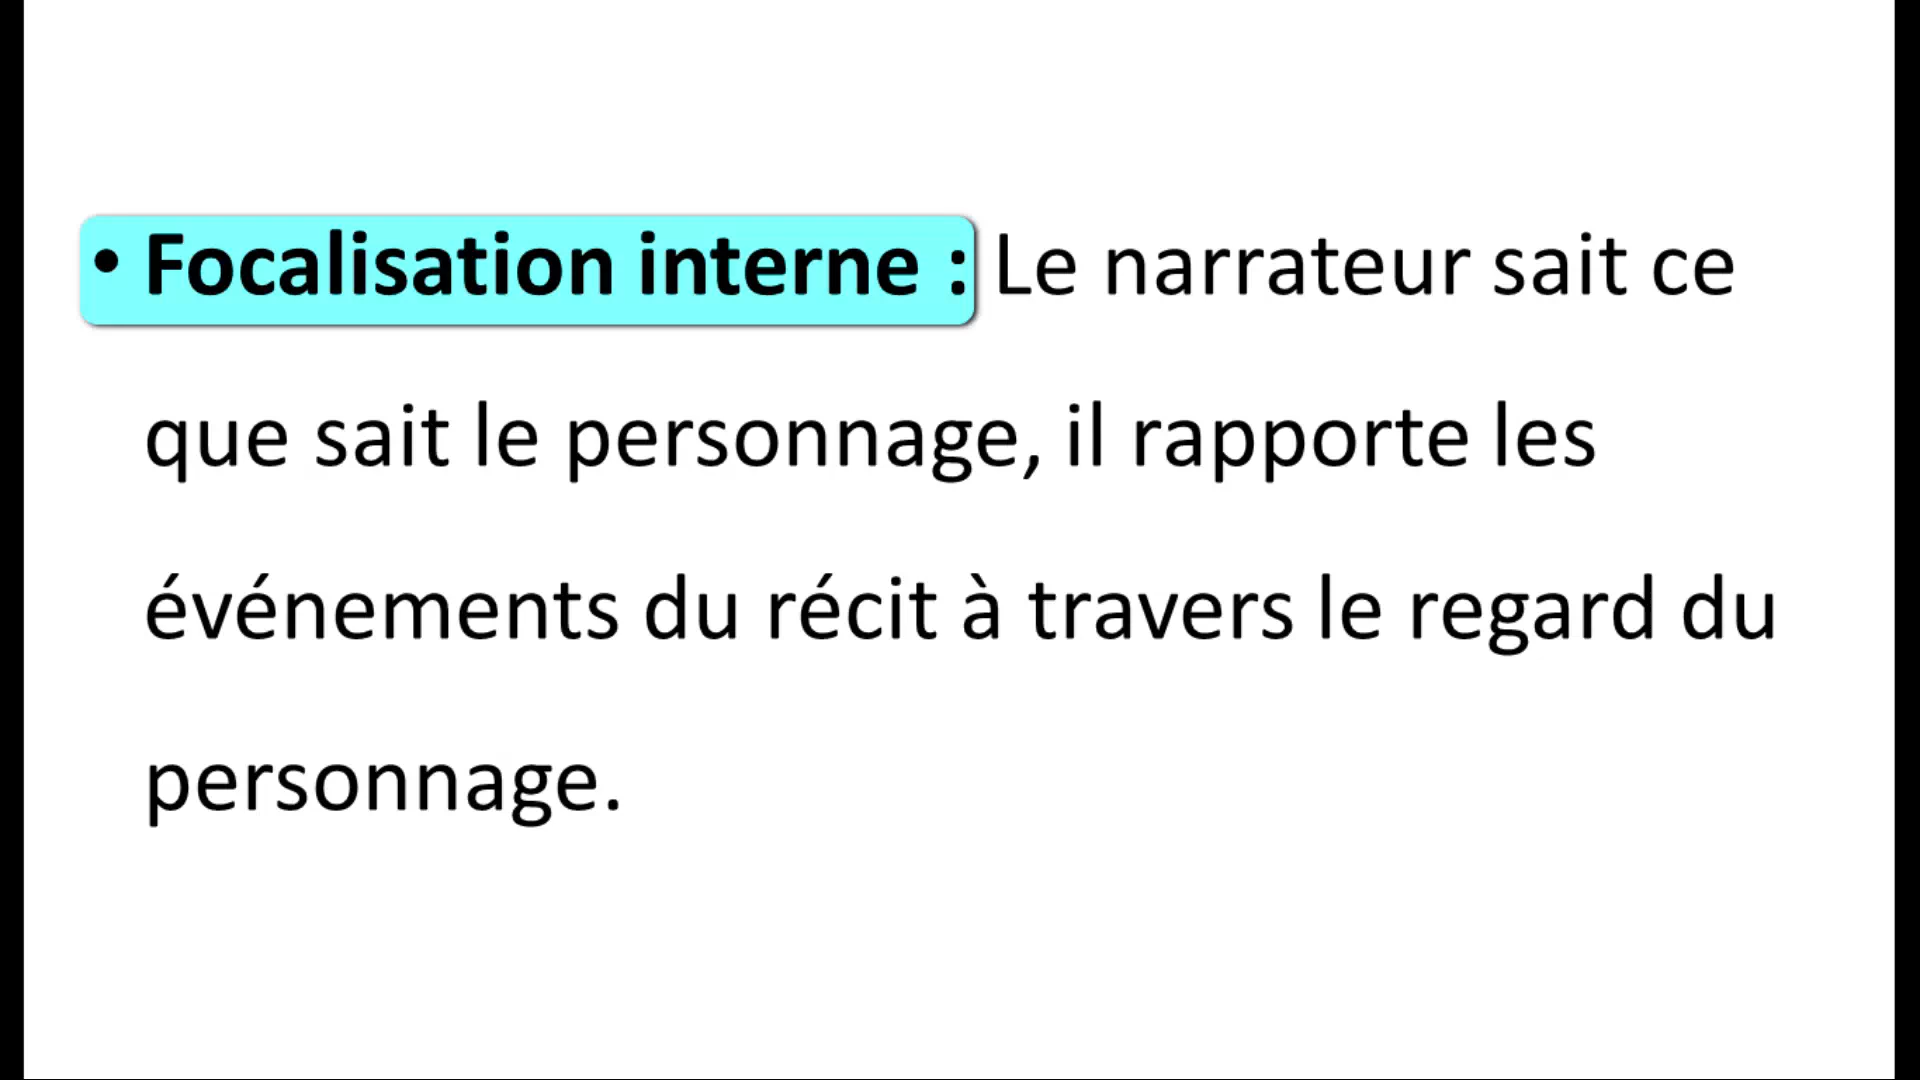 • Focalisation interne : Le narrateur sait ce
que sait le personnage, il rapporte les
événements du récit à travers le regard du
personnage.